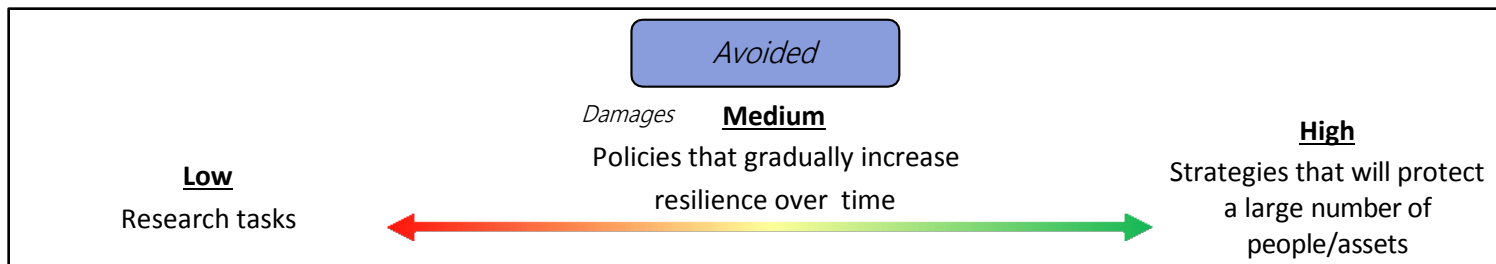 Avoided
Damages
Medium
Policies that gradually increase
resilience over time
Low
Research tasks
High
Strategies that will protect
a large number of
people/assets